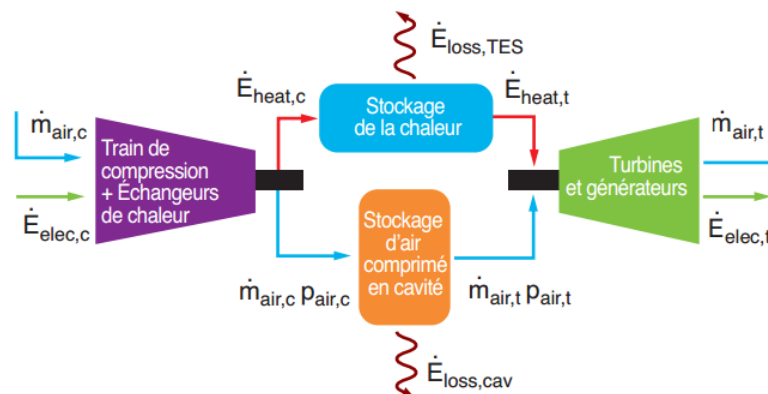 Ė_loss,TES
Ė_heat,c
Stockage
de la chaleur
Ė_heat,t
ṁ_air,c
Train de
compression
+ Échangeurs
de chaleur
Ė_elec,c
Stockage
d'air
comprimé
en cavité
Turbines
et générateurs
ṁ_air,t
Ė_elec,t
ṁ_air,c p_air,c
ṁ_air,t p_air,t
Ė_loss,cav